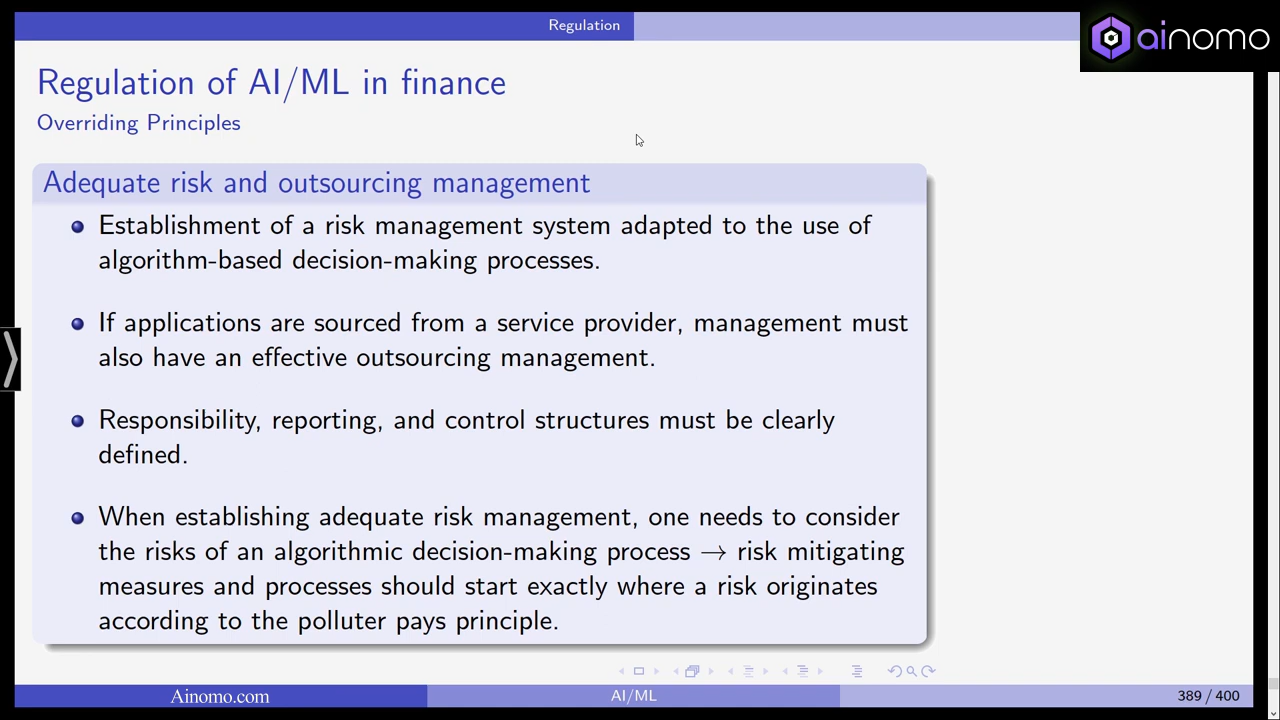 Regulation
ainomo
Regulation of AI/ML in finance
Overriding Principles
Adequate risk and outsourcing management
Establishment of a risk management system adapted to the use of
algorithm-based decision-making processes.
If applications are sourced from a service provider, management must
also have an effective outsourcing management.
Responsibility, reporting, and control structures must be clearly
defined.
When establishing adequate risk management, one needs to consider
the risks of an algorithmic decision-making process → risk mitigating
measures and processes should start exactly where a risk originates
according to the polluter pays principle.
Ainomo.com
AI/ML
389 / 400